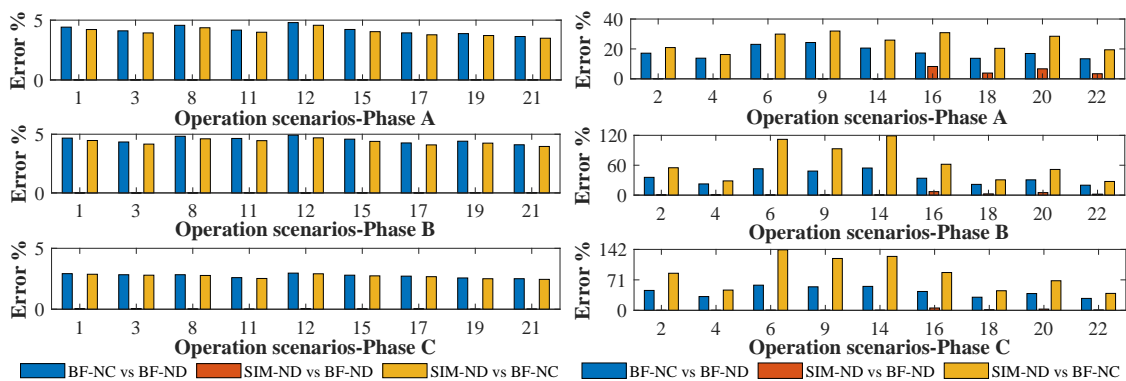 Error %
5
0
1 3 8 11 12 15 17 19 21
Operation scenarios-Phase A
Error %
5
0
1 3 8 11 12 15 17 19 21
Operation scenarios-Phase B
Error %
5
0
1 3 8 11 12 15 17 19 21
Operation scenarios-Phase C
BF-NC vs BF-ND SIM-ND vs BF-ND SIM-ND vs BF-NC
Error %
40
20
0
2 4 6 9 14 16 18 20 22
Operation scenarios-Phase A
Error %
120
60
0
2 4 6 9 14 16 18 20 22
Operation scenarios-Phase B
Error %
142
71
0
2 4 6 9 14 16 18 20 22
Operation scenarios-Phase C
BF-NC vs BF-ND SIM-ND vs BF-ND SIM-ND vs BF-NC